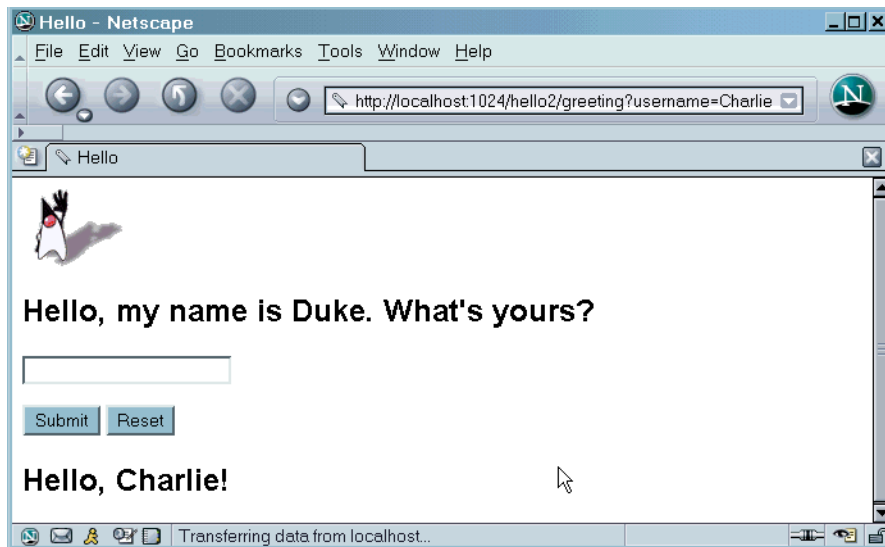 Hello - Netscape
File Edit View Go Bookmarks Tools Window Help
http://localhost:1024/hello2/greeting?username=Charlie
N
Hello
Hello, my name is Duke. What's yours?
Submit Reset
Hello, Charlie!
Transferring data from localhost...